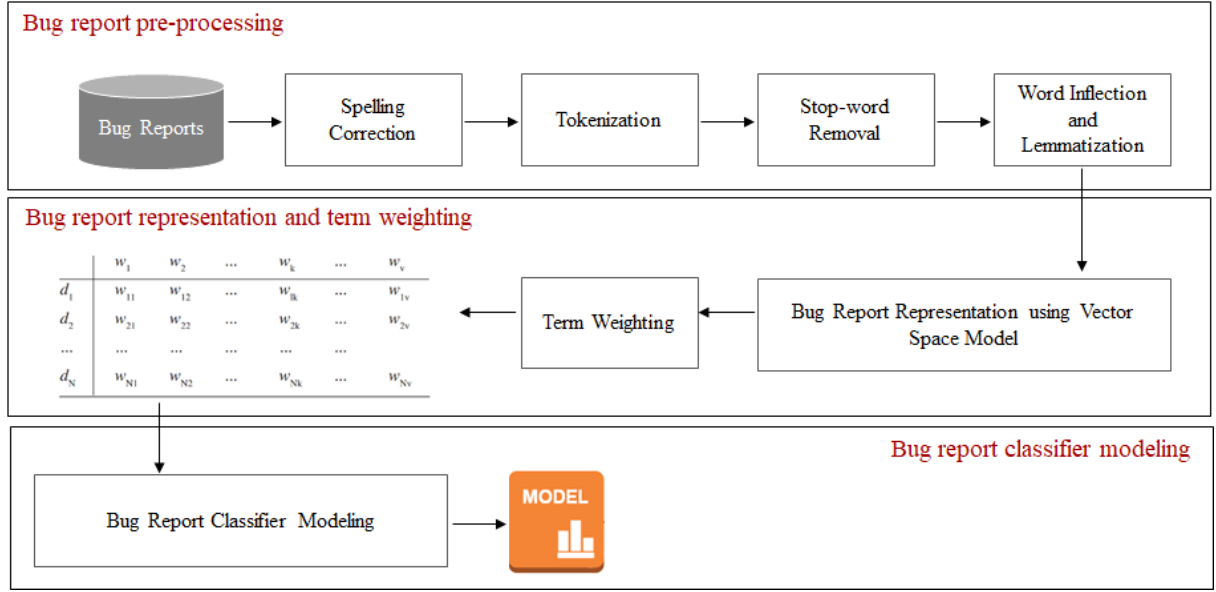 Bug report pre-processing
Bug Reports
Spelling
Correction
Tokenization
Stop-word
Removal
Word Inflection
and
Lemmatization
Bug report representation and term weighting
w1 w2 ... wk ... wv
d1 w11 w12 ... wlk ... w1v
d2 w21 w22 ... w2k ... w2v
... ... ... ... ... ...
dN wN1 wN2 ... wNk ... wNv
Term Weighting
Bug Report Representation using Vector
Space Model
Bug report classifier modeling
Bug Report Classifier Modeling
MODEL